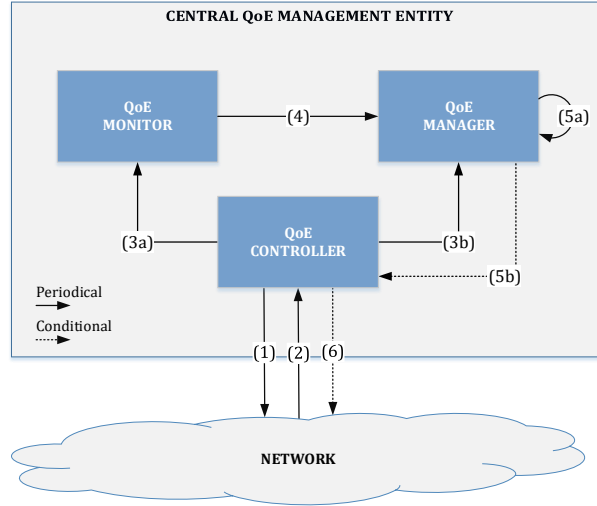 CENTRAL QoE MANAGEMENT ENTITY
QoE
MONITOR
(4)
QoE
MANAGER
(5a)
(3a)
QoE
CONTROLLER
(3b)
(5b)
Periodical
Conditional
(1)
(2)
(6)
NETWORK